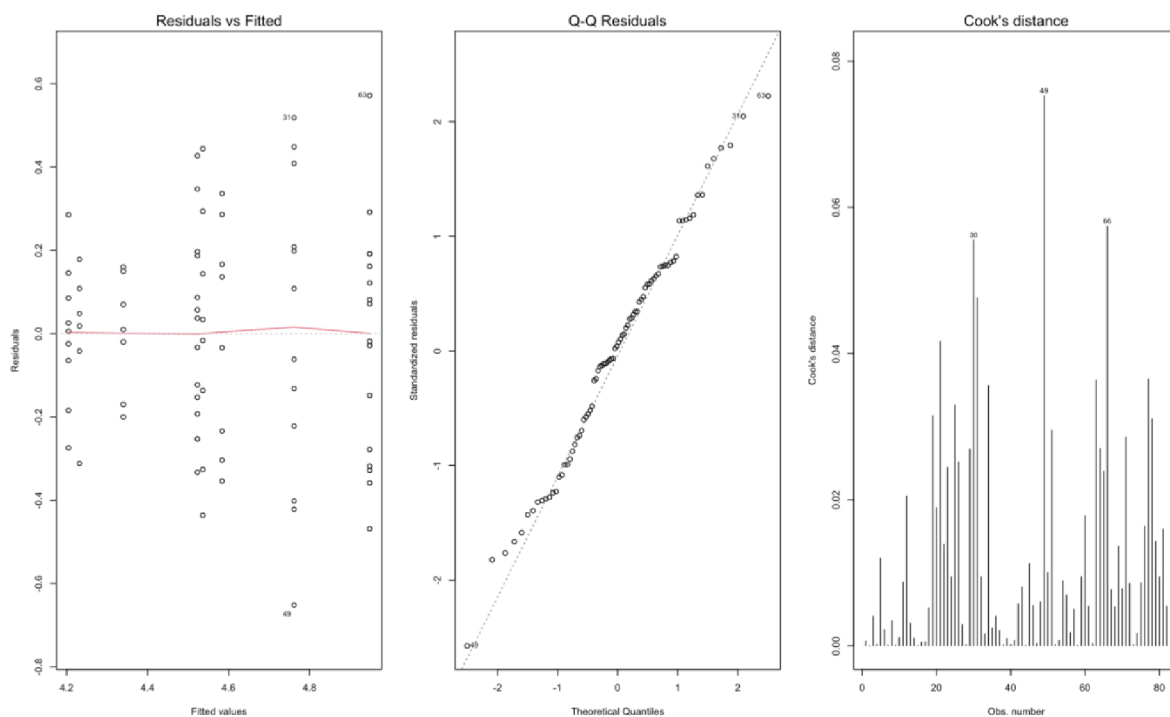 Residuals vs Fitted
Residuals
0.6
0.4
0.2
0.0
-0.2
-0.4
-0.6
-0.8
63
31
49
4.2 4.4 4.6 4.8
Fitted values
Q-Q Residuals
Standardized residuals
2
1
0
-1
-2
63
31
49
-2 -1 0 1 2
Theoretical Quantiles
Cook's distance
Cook's distance
0.08
0.06
0.04
0.02
0.00
49
66
30
0 20 40 60 80
Obs. number